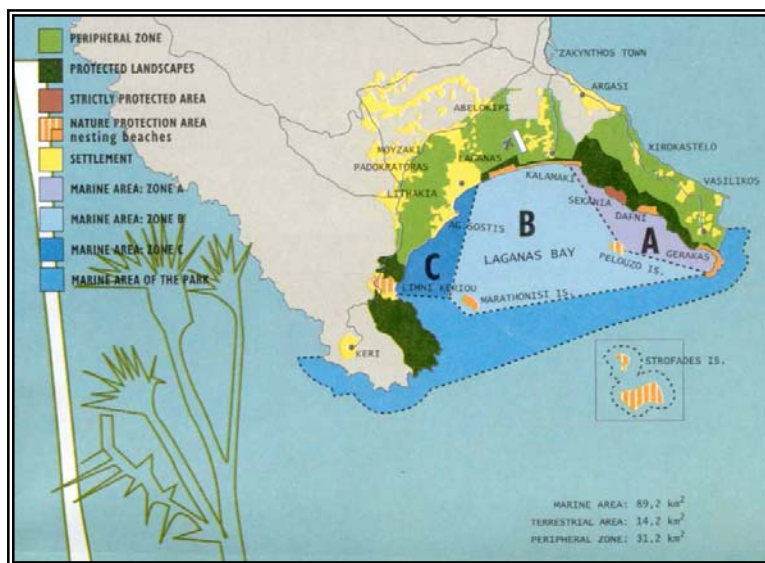 PERIPHERAL ZONE
PROTECTED LANDSCAPES
STRICTLY PROTECTED AREA
NATURE PROTECTION AREA
nesting beaches
SETTLEMENT
MARINE AREA: ZONE A
MARINE AREA: ZONE B
MARINE AREA: ZONE C
MARINE AREA OF THE PARK
ZAKYNTHOS TOWN
ARGASI
ABELOKIPI
XIROKASTELO
MOYZAKI
LAGANAS
PADOKRATORAS
KALAMAKI
VASILIKOS
LITHAKIA
SEKANIA
DAFNI
AG GOSTIS
B
A
GERAKAS
LAGANAS BAY
PELOUZO IS.
C
LIMNI KERIOU
MARATHONIST IS.
KERI
STROFADES IS.
MARINE AREA: 89,2 km²
TERRESTRIAL AREA: 14,2 km²
PERIPHERAL ZONE: 31,2 km²